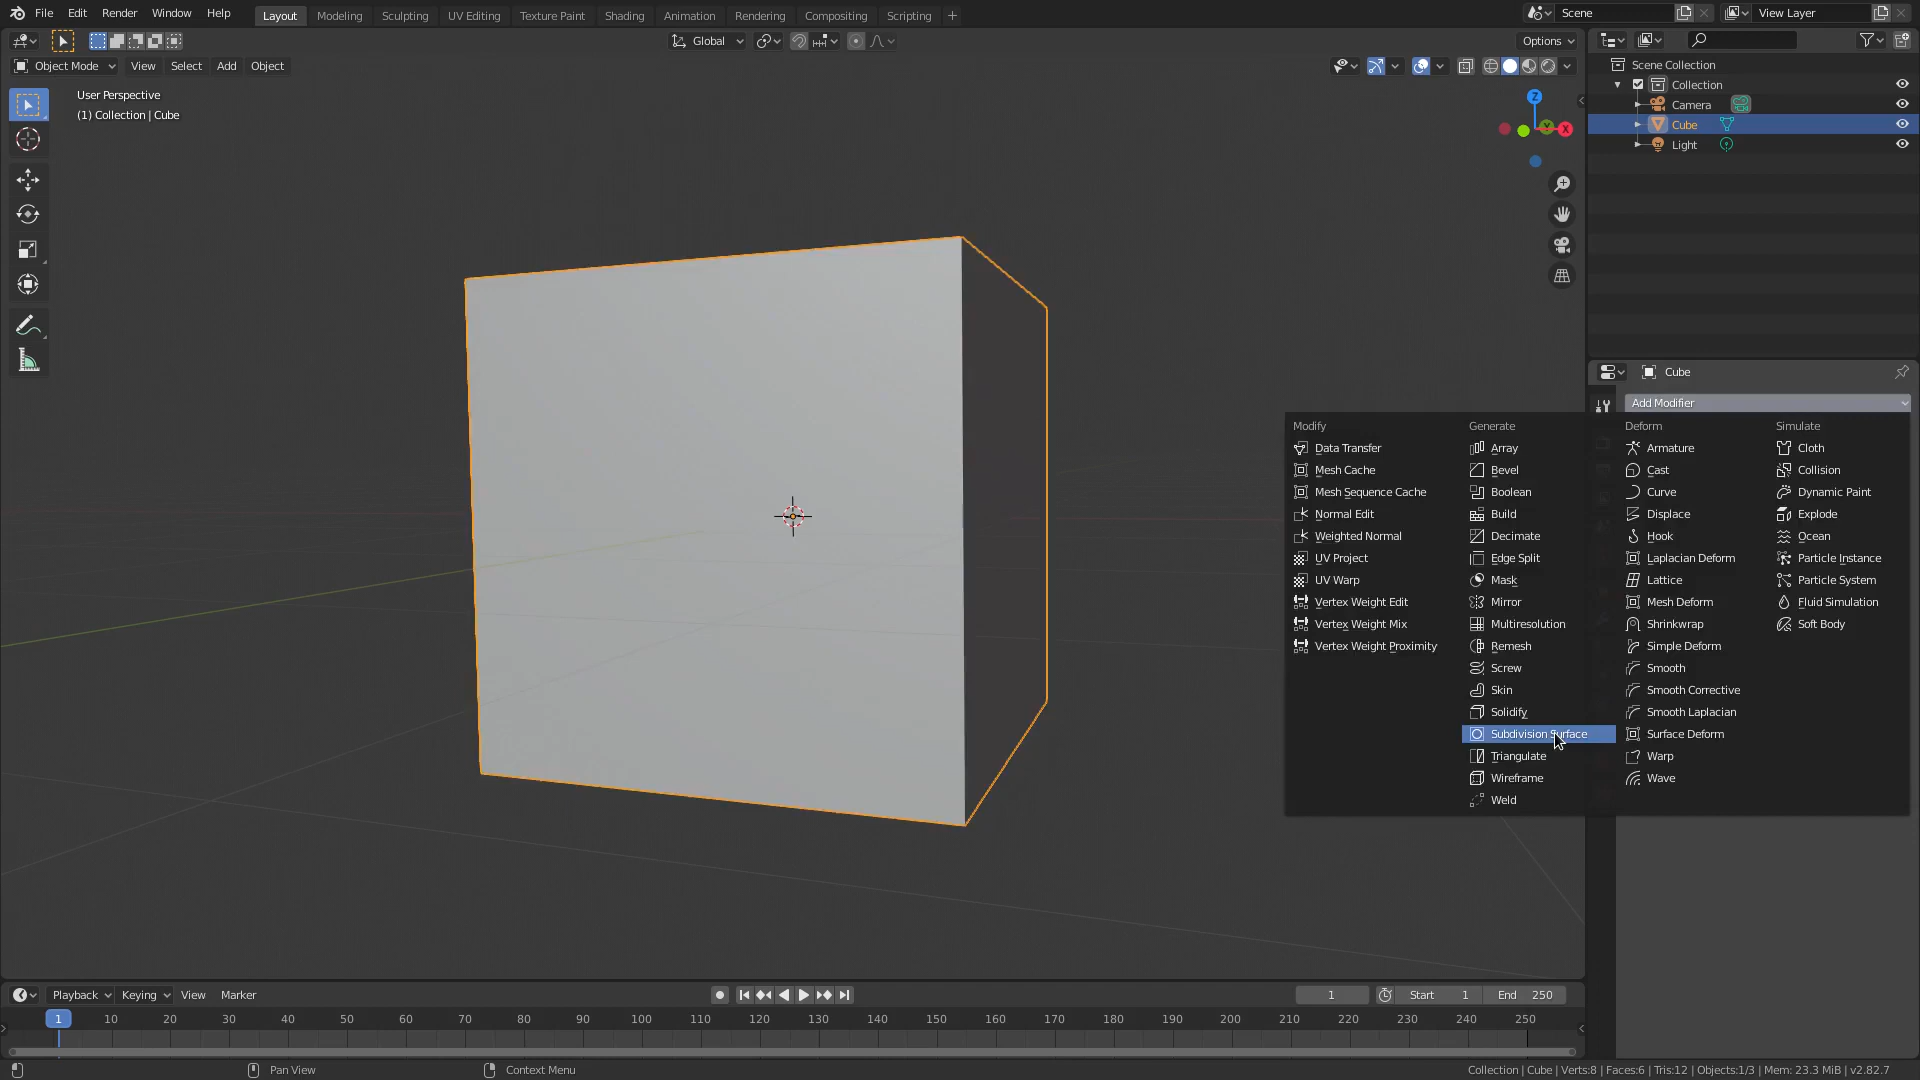 File Edit Render Window Help Layout Modeling Sculpting UV Editing Texture Paint Shading Animation Rendering Compositing Scripting + Scene View Layer
Global Options
Object Mode View Select Add Object
User Perspective
(1) Collection | Cube
Z
Y
X
Scene Collection
Collection
Camera
Cube
Light
Cube
Add Modifier
Modify
Data Transfer
Mesh Cache
Mesh Sequence Cache
Normal Edit
Weighted Normal
UV Project
UV Warp
Vertex Weight Edit
Vertex Weight Mix
Vertex Weight Proximity
Generate
Array
Bevel
Boolean
Build
Decimate
Edge Split
Mask
Mirror
Multiresolution
Remesh
Screw
Skin
Solidify
Subdivision Surface
Triangulate
Wireframe
Weld
Deform
Armature
Cast
Curve
Displace
Hook
Laplacian Deform
Lattice
Mesh Deform
Shrinkwrap
Simple Deform
Smooth
Smooth Corrective
Smooth Laplacian
Surface Deform
Warp
Wave
Simulate
Cloth
Collision
Dynamic Paint
Explode
Ocean
Particle Instance
Particle System
Fluid Simulation
Soft Body
Playback Keying View Marker 1 Start 1 End 250
1 10 20 30 40 50 60 70 80 90 100 110 120 130 140 150 160 170 180 190 200 210 220 230 240 250
Pan View Context Menu Collection | Cube | Verts:8 | Faces:6 | Tris:12 | Objects:1/3 | Mem: 23.3 MiB | v2.82.7